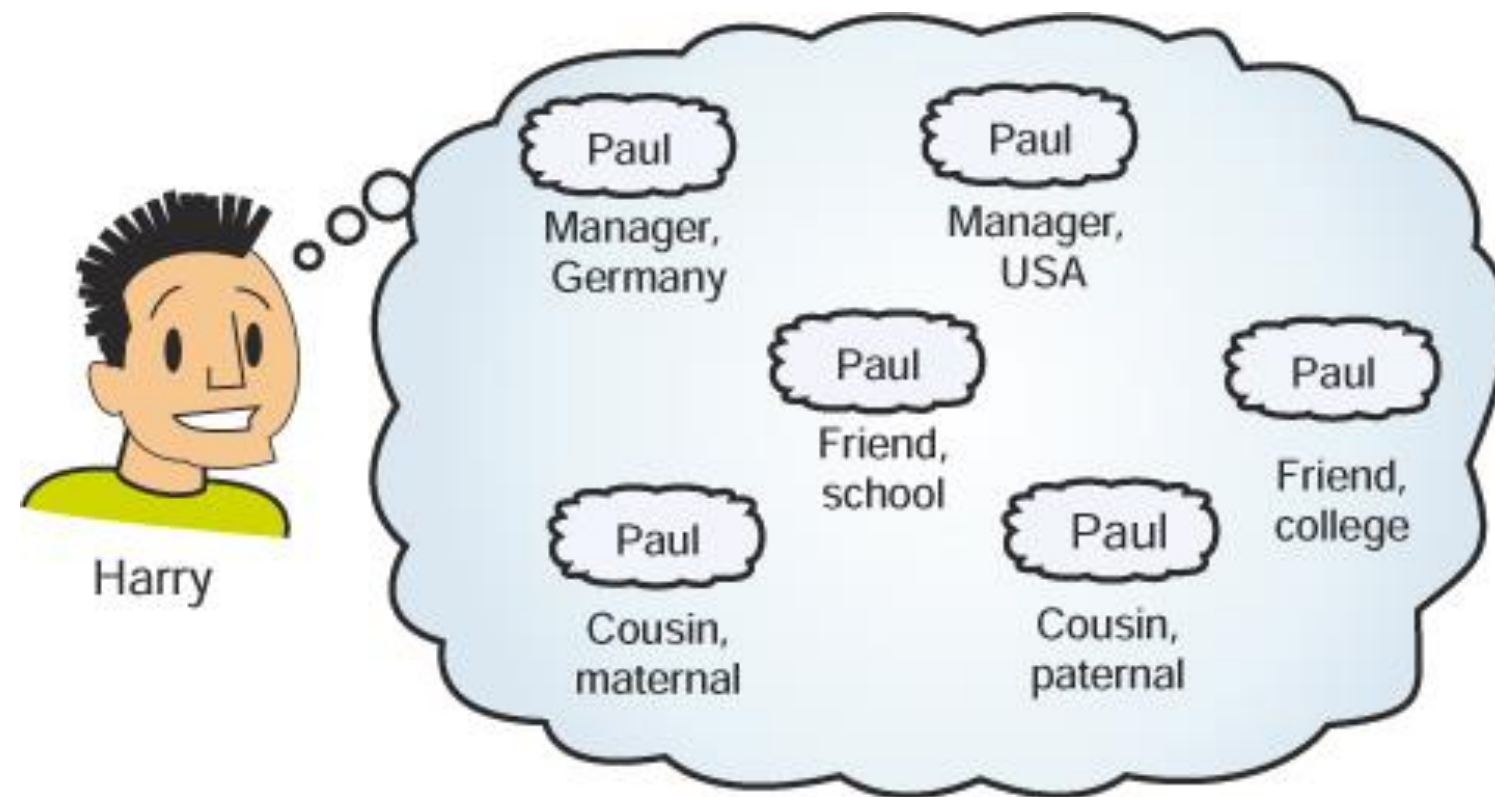 Paul
Manager,
Germany
Paul
Manager,
USA
Paul
Friend,
school
Paul
Friend,
college
Paul
Cousin,
maternal
Paul
Cousin,
paternal
Harry